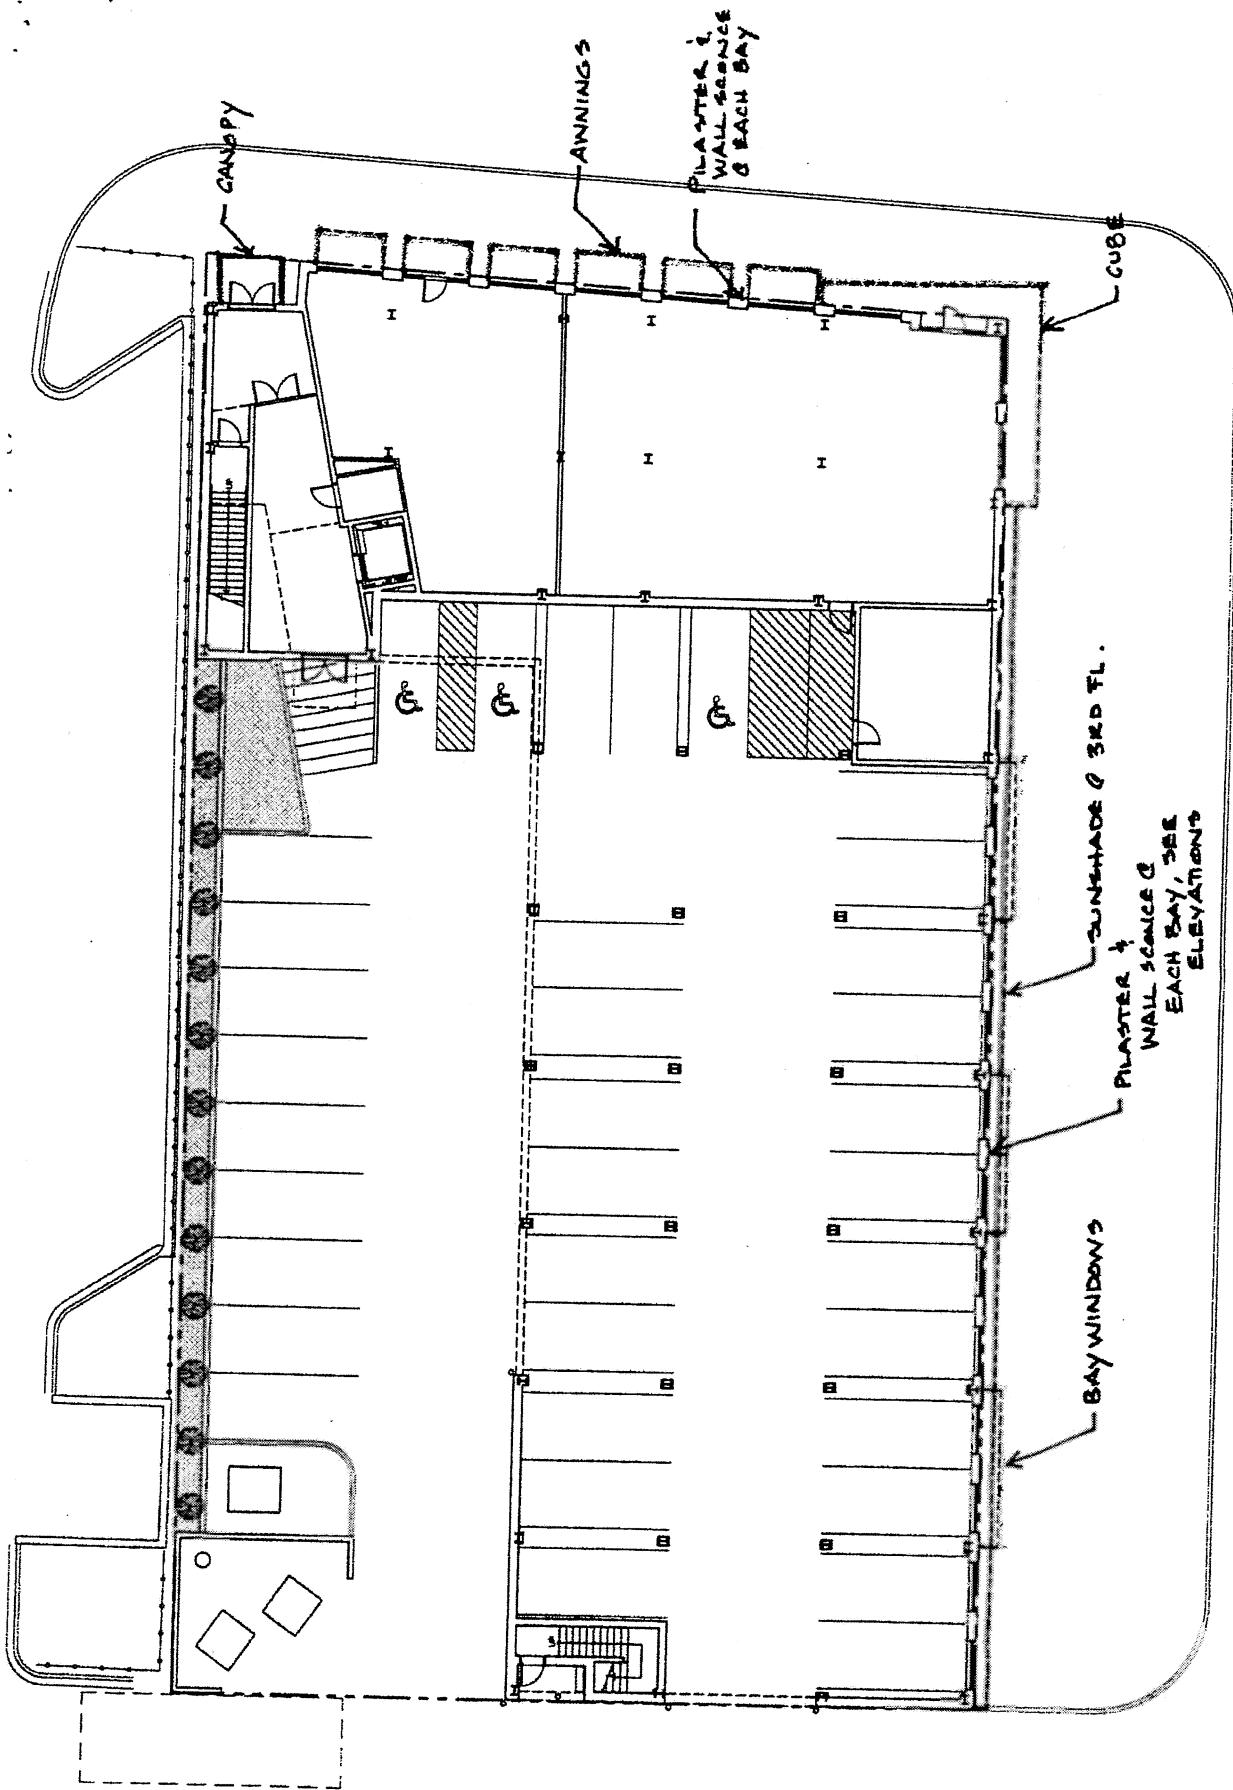 CANOPY
AWNINGS
PILASTER &
WALL SCONCE
@ EACH BAY
CUBE
SUNSHADE @ 3RD FL.
PILASTER &
WALL SCONCE @
EACH BAY, SEE
ELEVATIONS
BAY WINDOWS
UP